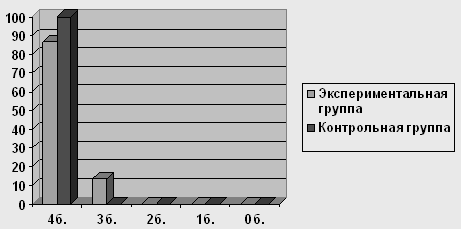 100
90
80
70
60
50
40
30
20
10
0
4б.
3б.
2б.
1б.
0б.
Экспериментальная
группа
Контрольная группа